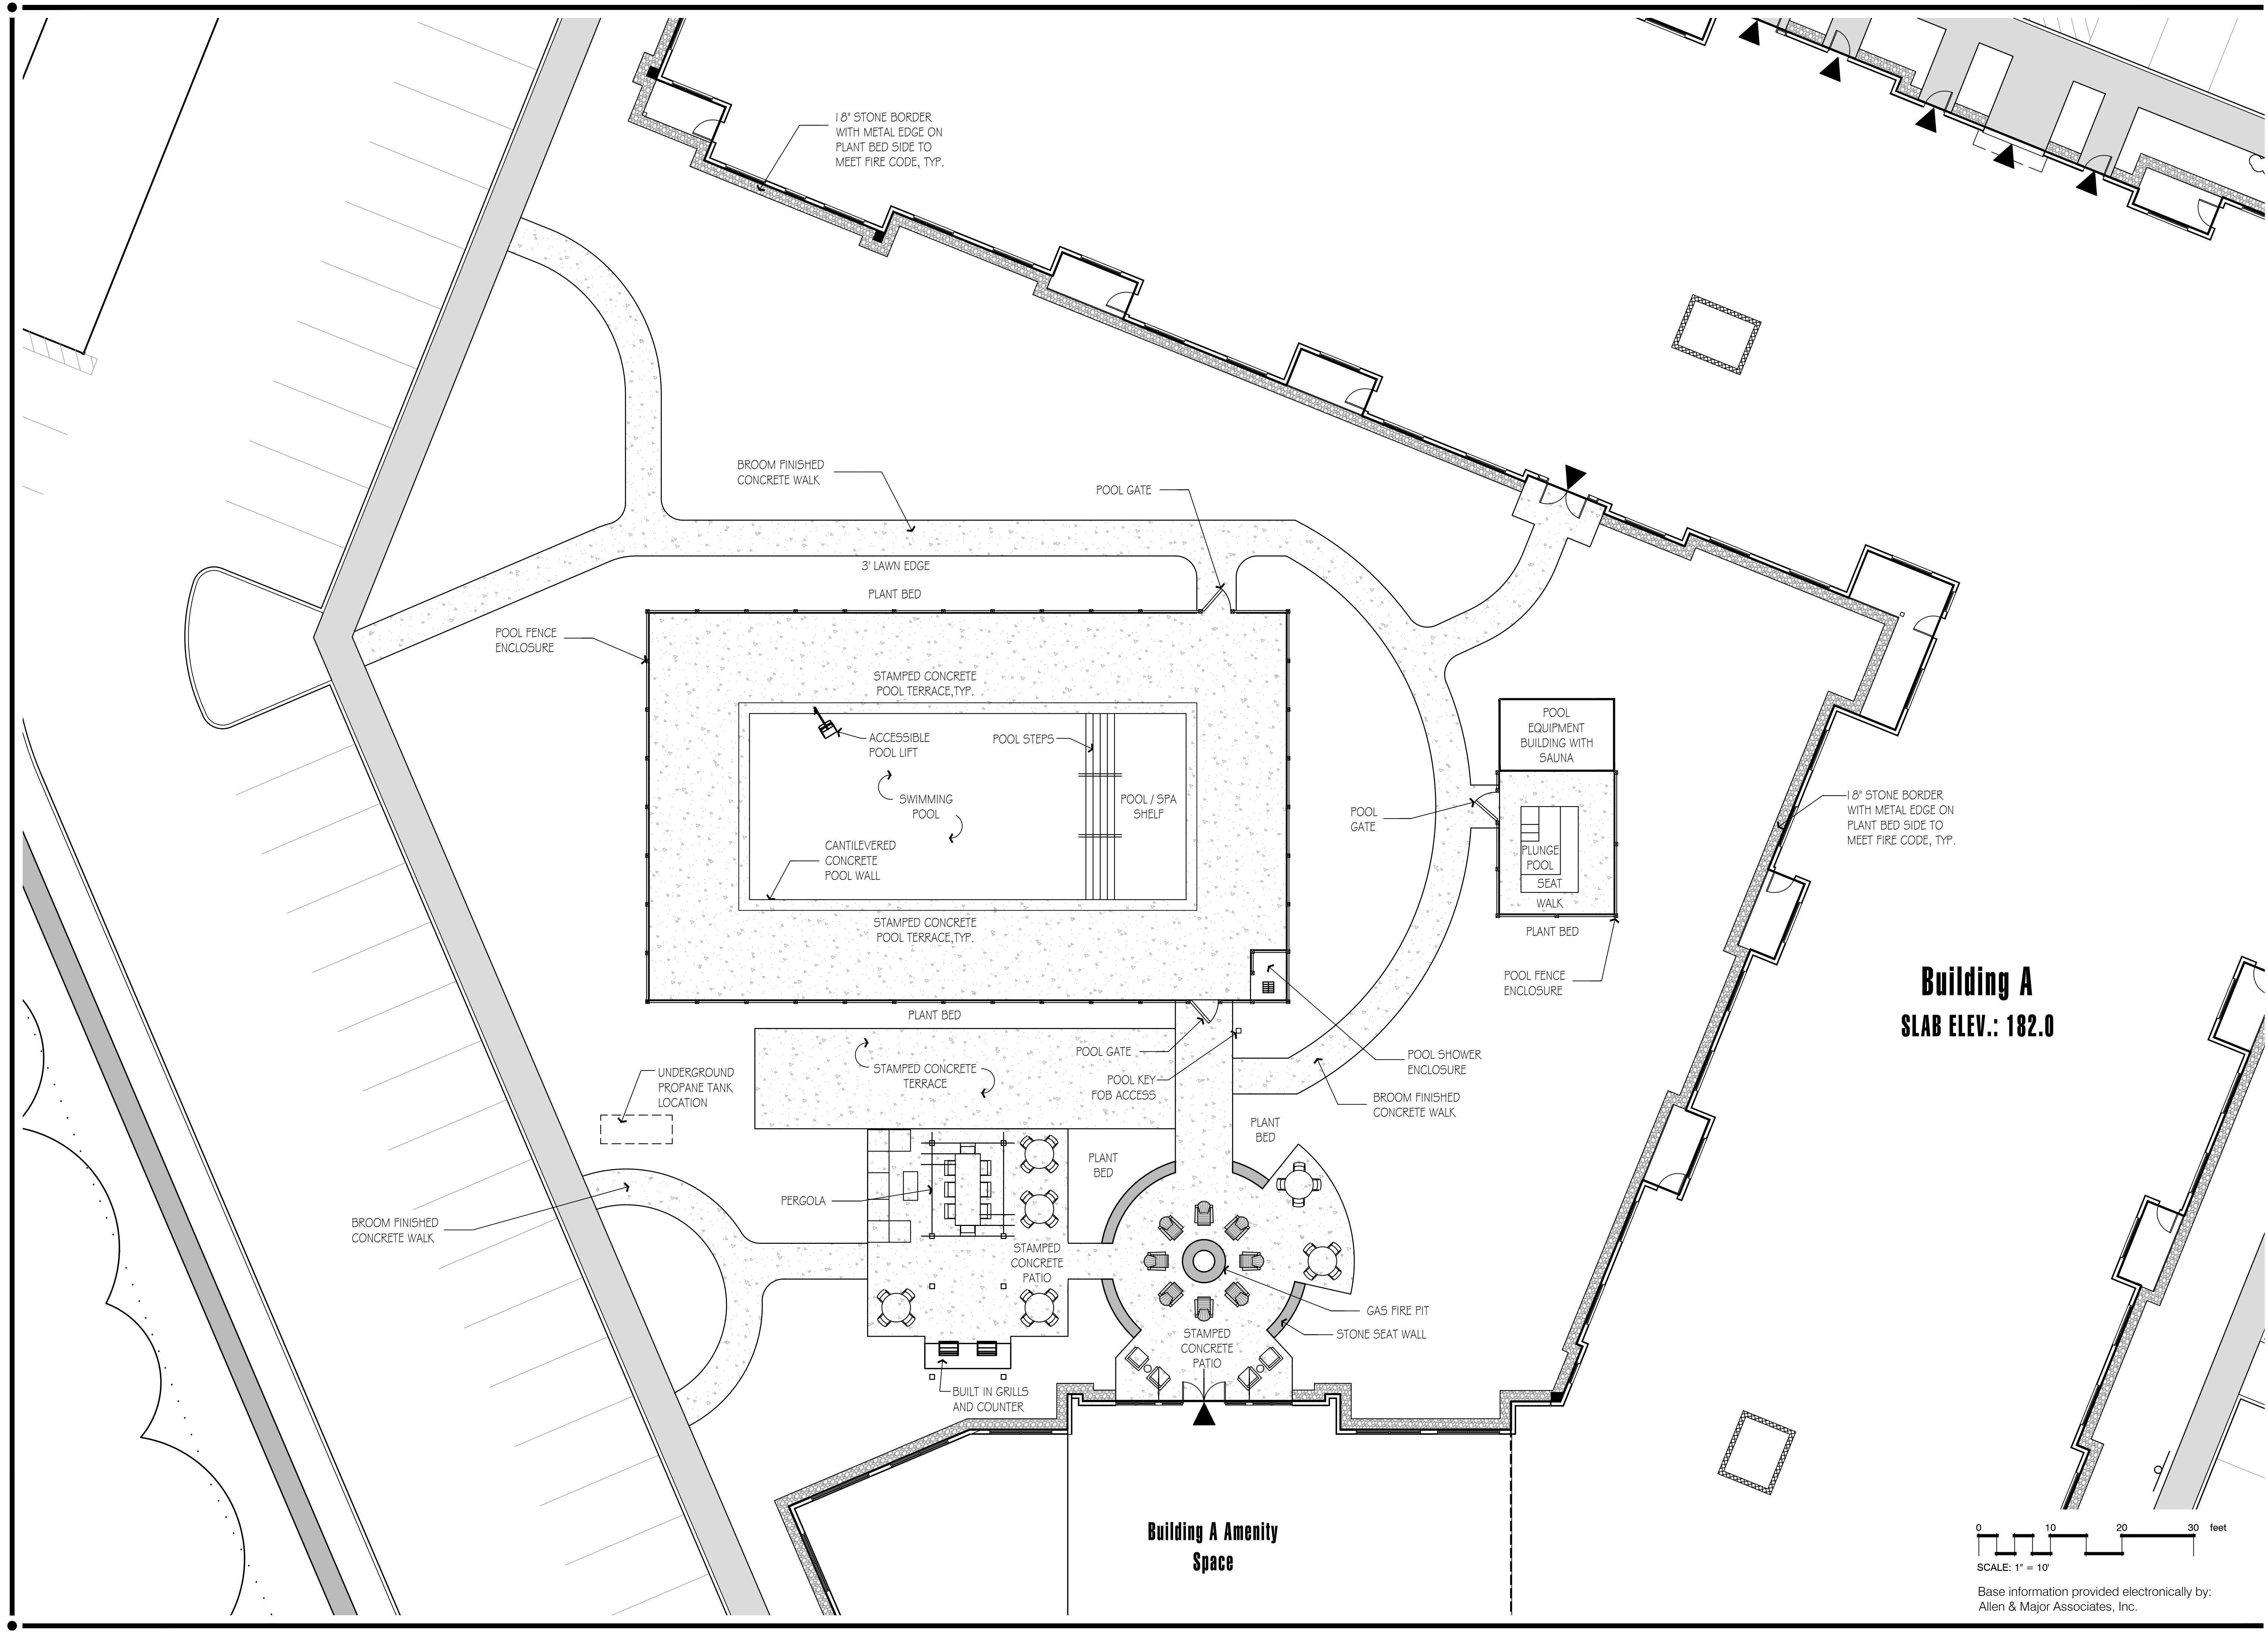 18" STONE BORDER
WITH METAL EDGE ON
PLANT BED SIDE TO
MEET FIRE CODE, TYP.
BROOM FINISHED
CONCRETE WALK
POOL GATE
3' LAWN EDGE
PLANT BED
POOL FENCE
ENCLOSURE
STAMPED CONCRETE
POOL TERRACE,TYP.
ACCESSIBLE
POOL LIFT
POOL STEPS
SWIMMING
POOL
POOL / SPA
SHELF
CANTILEVERED
CONCRETE
POOL WALL
STAMPED CONCRETE
POOL TERRACE,TYP.
POOL
EQUIPMENT
BUILDING WITH
SAUNA
POOL
GATE
PLUNGE
POOL
SEAT
WALK
PLANT BED
POOL FENCE
ENCLOSURE
18" STONE BORDER
WITH METAL EDGE ON
PLANT BED SIDE TO
MEET FIRE CODE, TYP.
Building A
SLAB ELEV.: 182.0
PLANT BED
POOL GATE
STAMPED CONCRETE
TERRACE
POOL KEY
FOB ACCESS
POOL SHOWER
ENCLOSURE
BROOM FINISHED
CONCRETE WALK
UNDERGROUND
PROPANE TANK
LOCATION
PLANT
BED
PLANT
BED
PERGOLA
BROOM FINISHED
CONCRETE WALK
STAMPED
CONCRETE
PATIO
GAS FIRE PIT
STONE SEAT WALL
STAMPED
CONCRETE
PATIO
BUILT IN GRILLS
AND COUNTER
Building A Amenity
Space
0 10 20 30 feet
SCALE: 1" = 10'
Base information provided electronically by:
Allen & Major Associates, Inc.